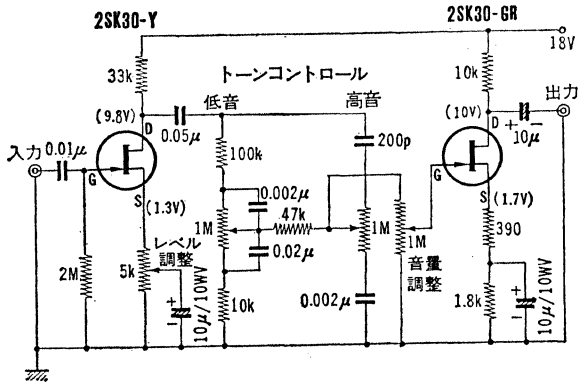 2SK30-Y
2SK30-GR
18V
33k
トーンコントロール
10k
低音
高音
出力
(9.8V)
D
0.05μ
(10V)
D
+
−
10μ
入力
0.01μ
G
100k
200p
G
S
(1.3V)
0.002μ
S
(1.7V)
1M
.47k
1M
1M
390
レベル
調整
0.02μ
音量
調整
2M
5k
+
−
10μ/10WV
10k
0.002μ
1.8k
+
−
10μ/10WV